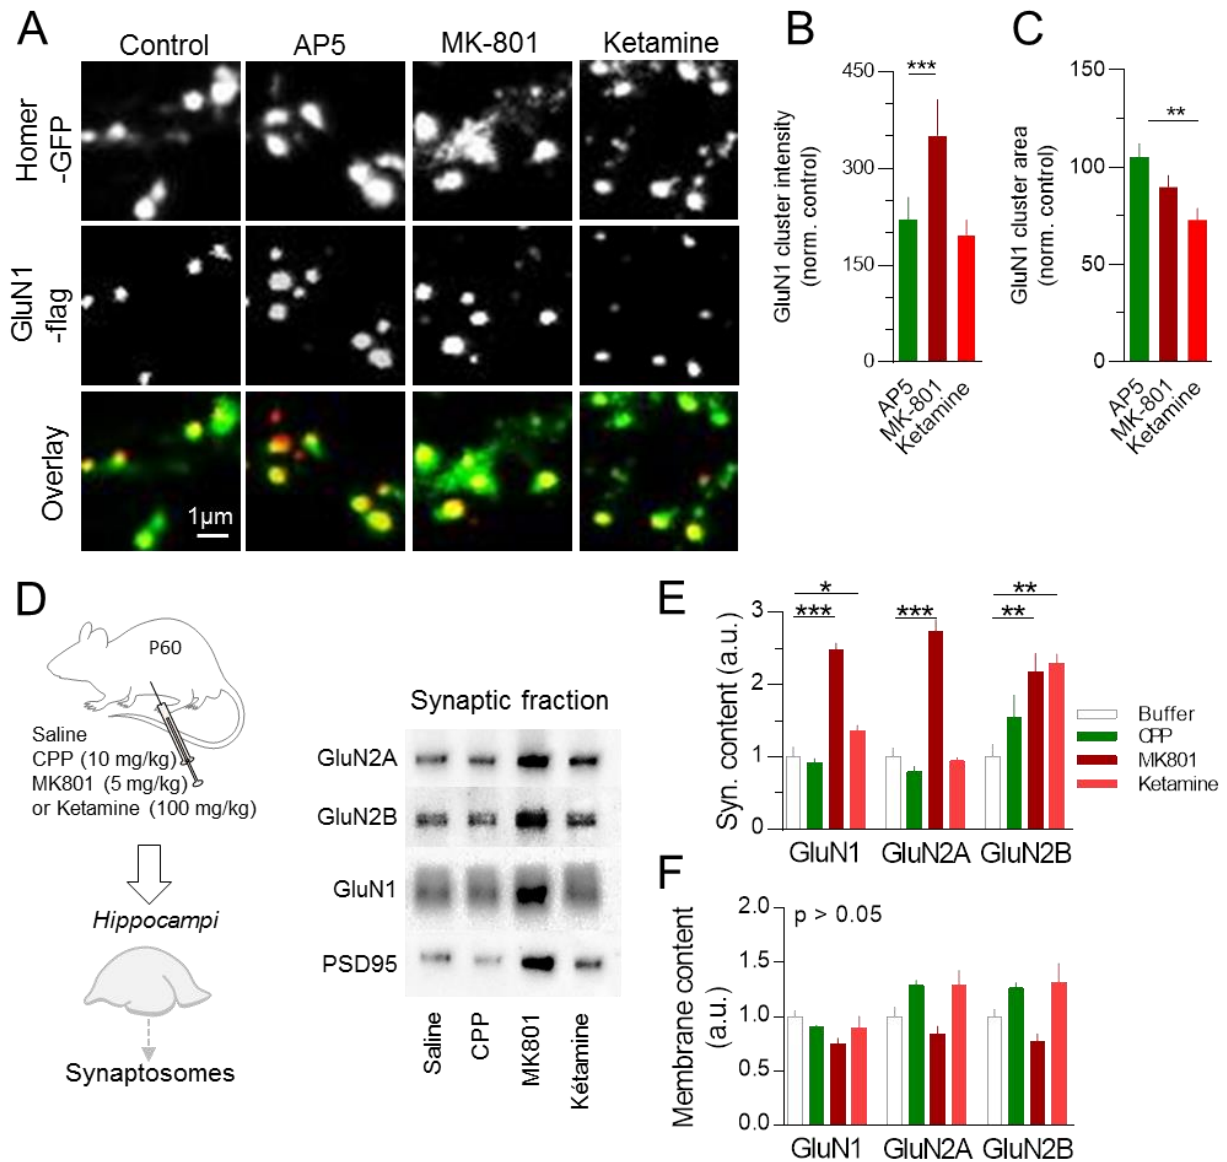 A
Control
AP5
MK-801
Ketamine
Homer
-GFP
GluN1
-flag
Overlay
1µm
B
***
GluN1 cluster intensity
(norm. control)
450
300
150
0
AP5
MK-801
Ketamine
C
**
GluN1 cluster area
(norm. control)
150
100
50
0
AP5
MK-801
Ketamine
D
P60
Saline
CPP (10 mg/kg)
MK801 (5 mg/kg)
or Ketamine (100 mg/kg)
Hippocampi
Synaptosomes
Synaptic fraction
GluN2A
GluN2B
GluN1
PSD95
Saline
CPP
MK801
Kétamine
E
Syn. content (a.u.)
3
2
1
0
*
***
***
**
**
GluN1
GluN2A
GluN2B
Buffer
CPP
MK801
Ketamine
F
Membrane content
(a.u.)
2.0
1.5
1.0
0.5
0.0
p > 0.05
GluN1
GluN2A
GluN2B